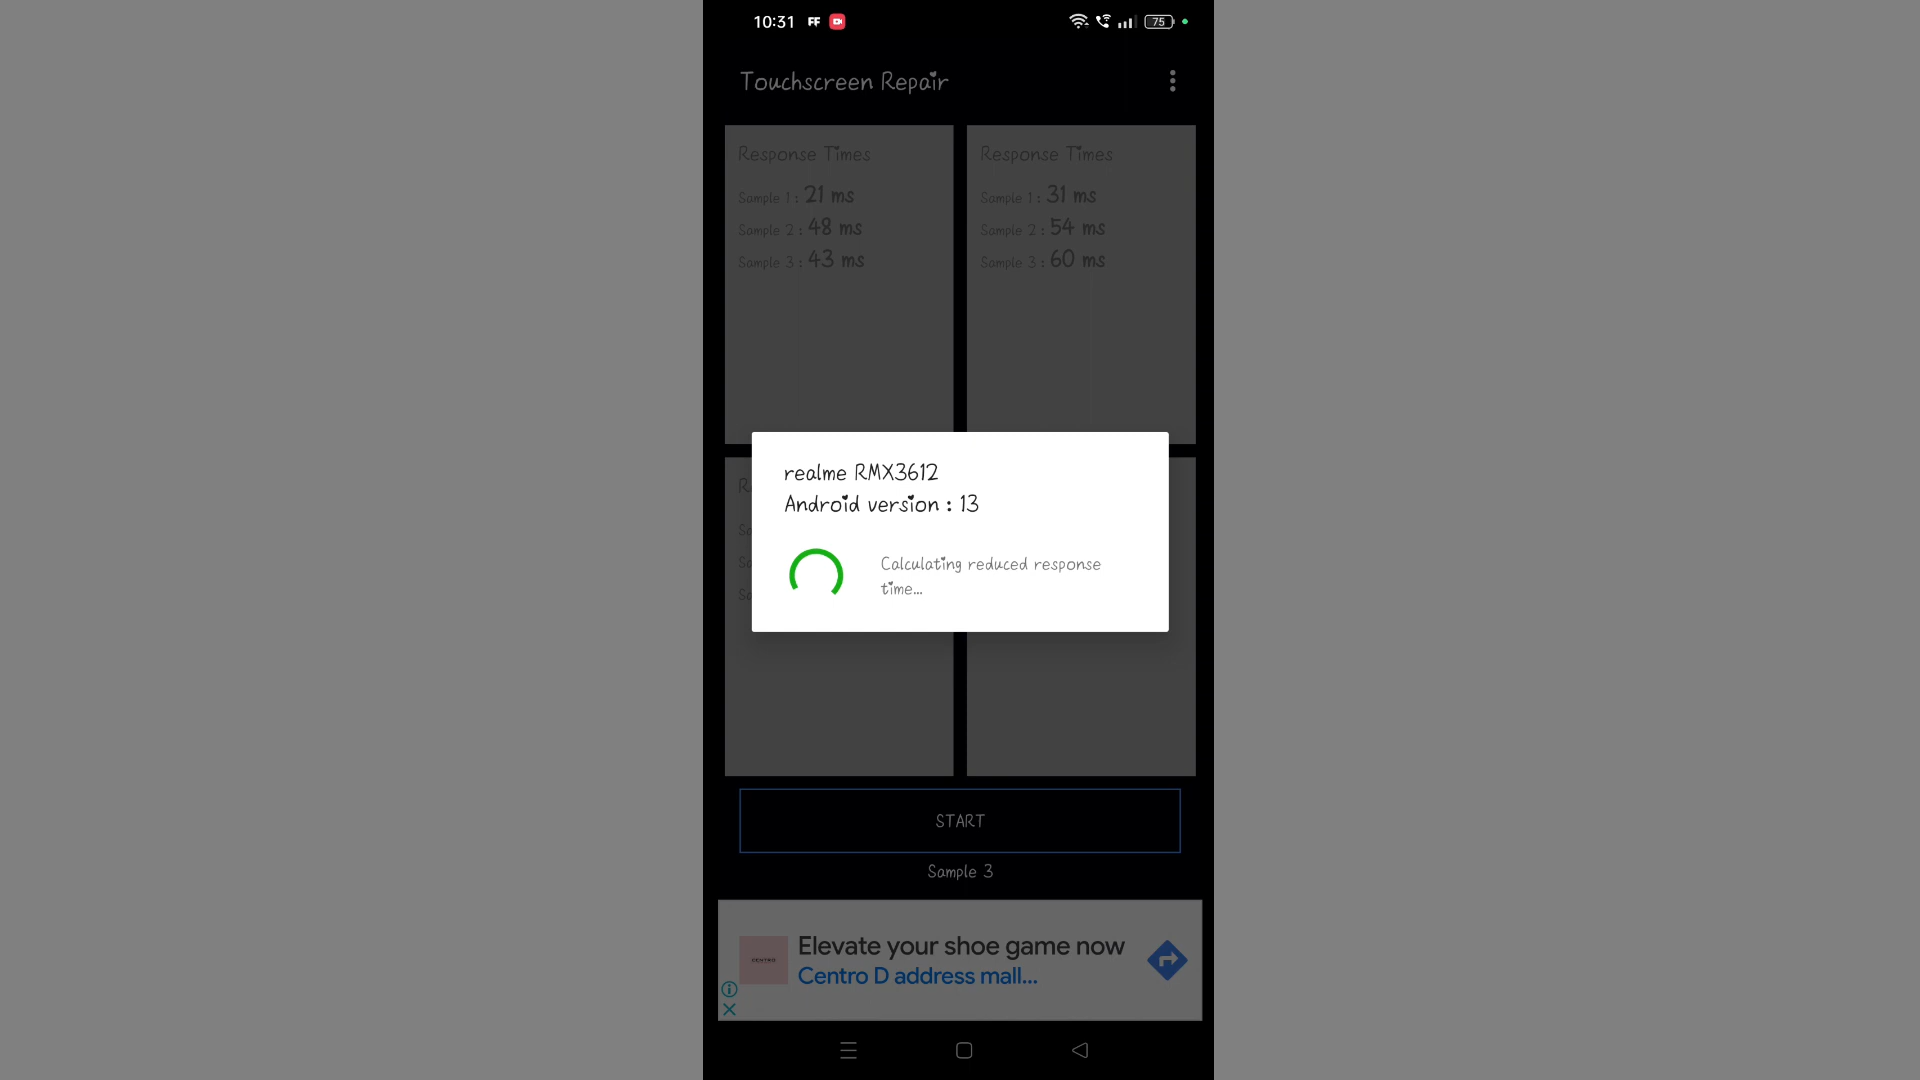 10:31 FF 75
Touchscreen Repair
Response Times
Sample 1 : 21 ms
Sample 2 : 48 ms
Sample 3 : 43 ms
Response Times
Sample 1 : 31 ms
Sample 2 : 54 ms
Sample 3 : 60 ms
realme RMX3612
Android version : 13
Calculating reduced response
time...
START
Sample 3
CENTRO
Elevate your shoe game now
Centro D address mall...